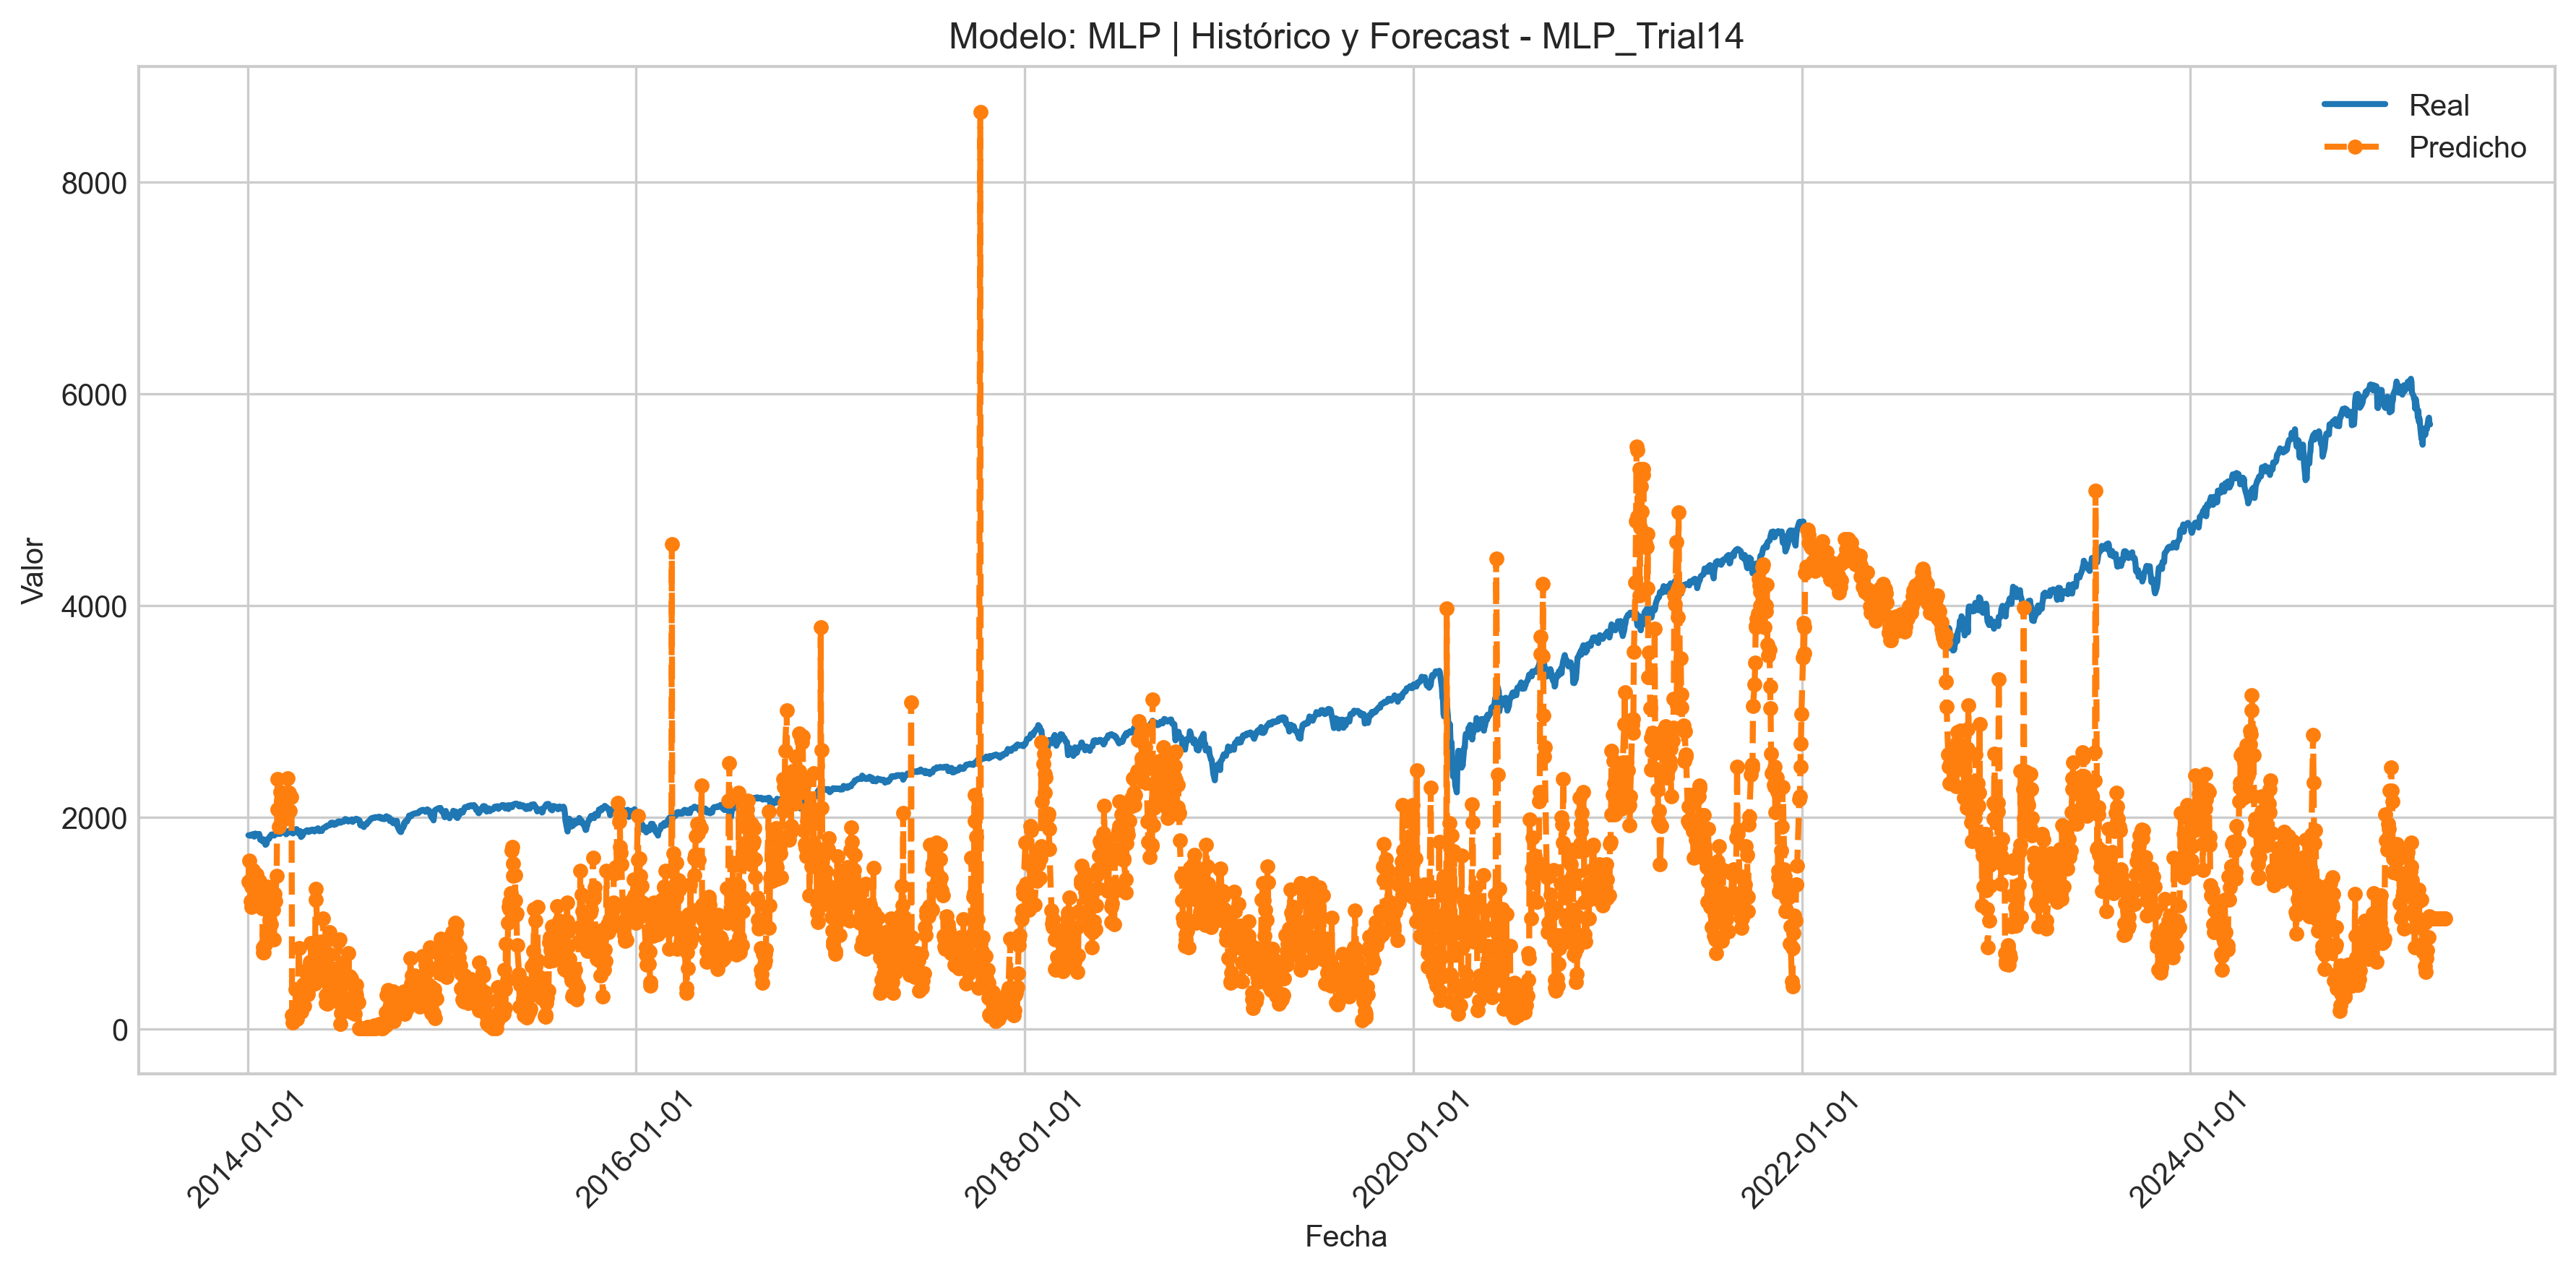 Modelo: MLP | Histórico y Forecast - MLP_Trial14
Real
Predicho
Valor
8000
6000
4000
2000
0
2014-01-01
2016-01-01
2018-01-01
2020-01-01
2022-01-01
2024-01-01
Fecha